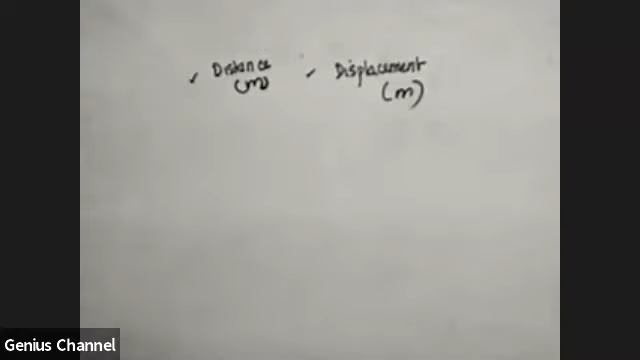 ✓ Distance ✓ Displacement
(m) (m)
Genius Channel